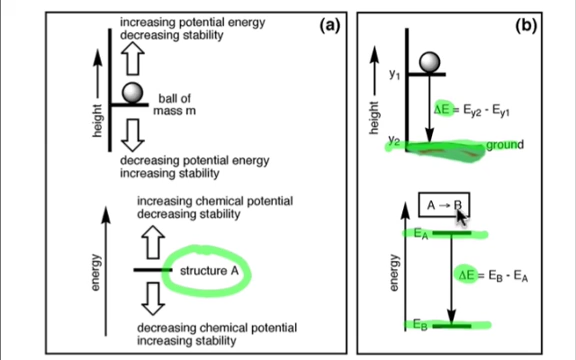 increasing potential energy
decreasing stability
(a)
height
ball of
mass m
decreasing potential energy
increasing stability
increasing chemical potential
decreasing stability
energy
structure A
decreasing chemical potential
increasing stability
(b)
height
y1
ΔE = Ey2 - Ey1
y2
ground
A → B
energy
EA
ΔE = EB - EA
EB